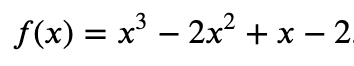 f(x) = x³ − 2x² + x − 2.